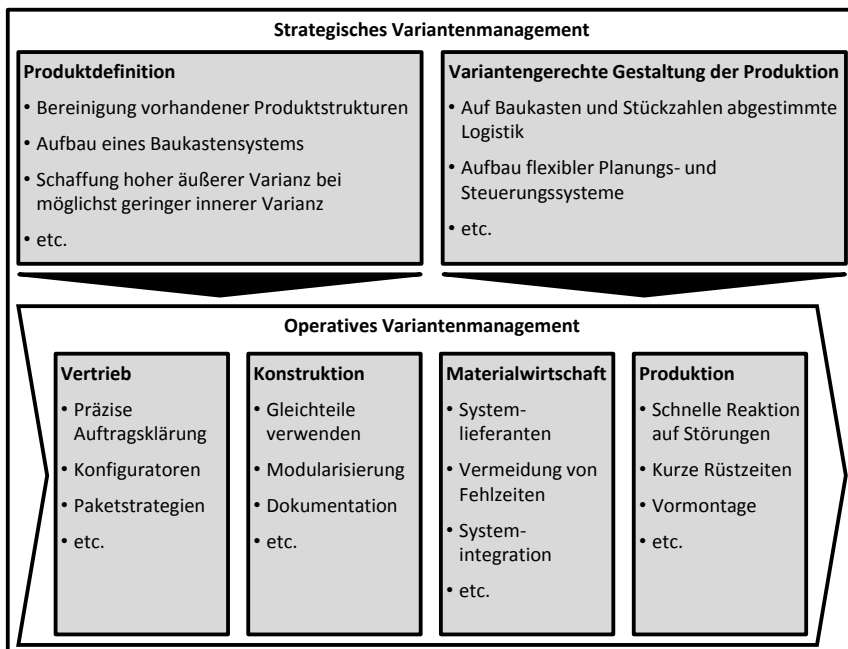 Strategisches Variantenmanagement
Produktdefinition
• Bereinigung vorhandener Produktstrukturen
• Aufbau eines Baukastensystems
• Schaffung hoher äußerer Varianz bei
möglichst geringer innerer Varianz
• etc.
Variantengerechte Gestaltung der Produktion
• Auf Baukasten und Stückzahlen abgestimmte
Logistik
• Aufbau flexibler Planungs- und
Steuerungssysteme
• etc.
Operatives Variantenmanagement
Vertrieb
• Präzise
Auftragsklärung
• Konfiguratoren
• Paketstrategien
• etc.
Konstruktion
• Gleichteile
verwenden
• Modularisierung
• Dokumentation
• etc.
Materialwirtschaft
• System-
lieferanten
• Vermeidung von
Fehlzeiten
• System-
integration
• etc.
Produktion
• Schnelle Reaktion
auf Störungen
• Kurze Rüstzeiten
• Vormontage
• etc.